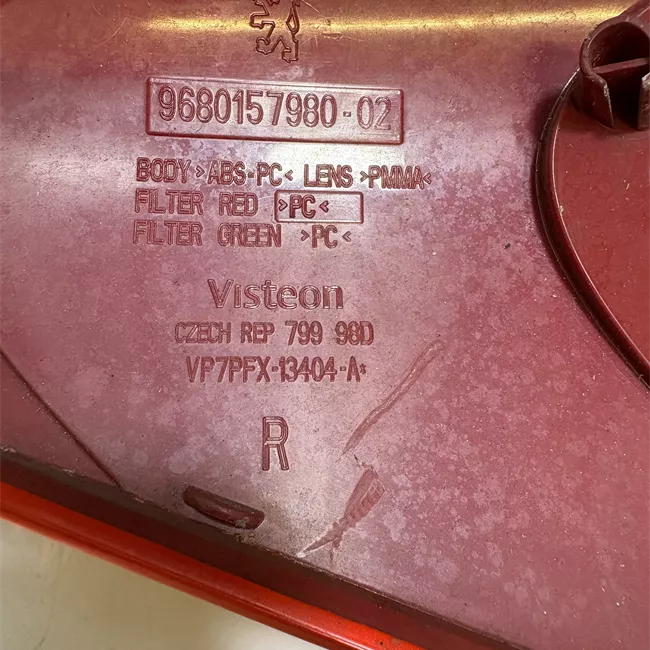 9680157980-02
BODY >ABS-PC< LENS >PMMA<
FILTER RED >PC<
FILTER GREEN >PC<
Visteon
CZECH REP 799 98D
VP7PFX-13404-A*
R